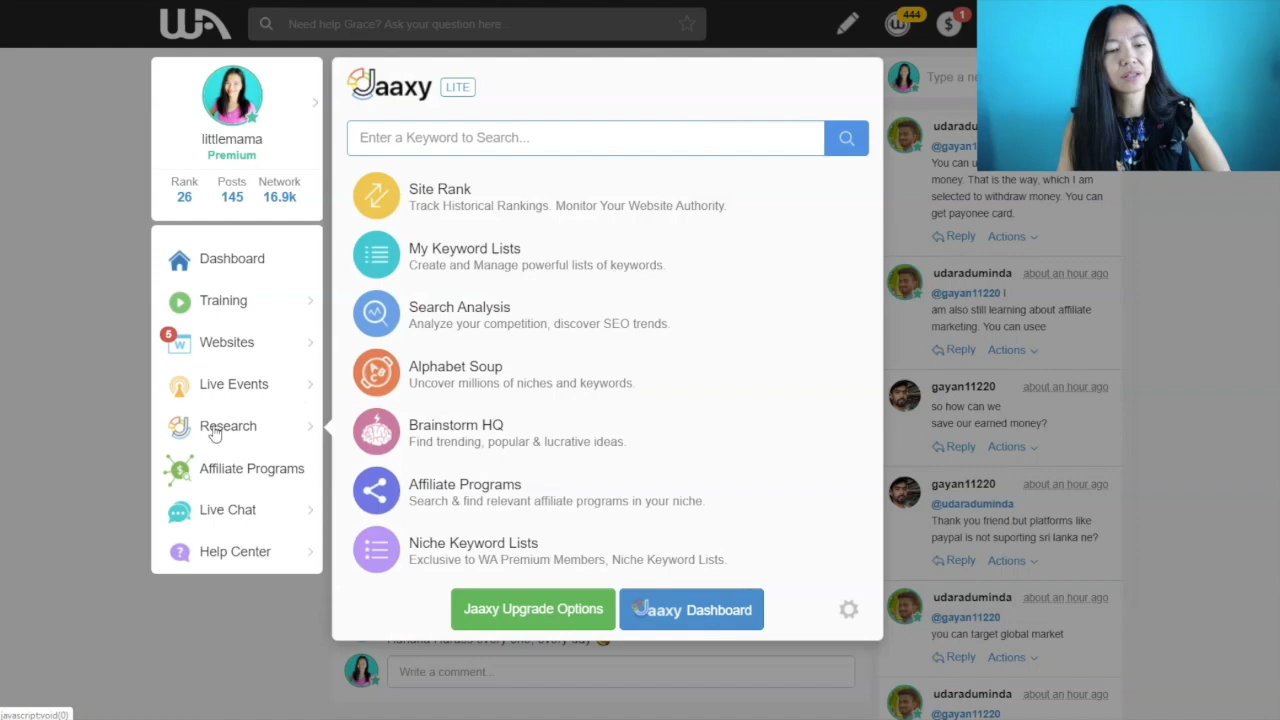 WA
Need help Grace? Ask your question here.
444
1
littlemama
Premium
Rank
Posts
Network
26
145
16.9k
Dashboard
Training
5
Websites
W
Live Events
Research
Affiliate Programs
Live Chat
Help Center
Jaaxy LITE
Enter a Keyword to Search...
Site Rank
Track Historical Rankings. Monitor Your Website Authority.
My Keyword Lists
Create and Manage powerful lists of keywords.
Search Analysis
Analyze your competition, discover SEO trends.
Alphabet Soup
Uncover millions of niches and keywords.
Brainstorm HQ
Find trending, popular & lucrative ideas.
Affiliate Programs
Search & find relevant affiliate programs in your niche.
Niche Keyword Lists
Exclusive to WA Premium Members, Niche Keyword Lists.
Jaaxy Upgrade Options
Jaaxy Dashboard
every one, every day
Write a comment...
Type a ne
udaradu
@gayan1
You can u
money. That is the way, which I am
selected to withdraw money. You can
get payonee card.
Reply Actions
udaraduminda about an hour ago
@gayan11220 I
am also still learning about affiliate
marketing. You can usee
Reply Actions
gayan11220 about an hour ago
so how can we
save our earned money?
Reply Actions
gayan11220 about an hour ago
@udaraduminda
Thank you friend.but platforms like
paypal is not suporting sri lanka ne?
Reply Actions
udaraduminda about an hour ago
@gayan11220
you can target global market
Reply Actions
udaraduminda about an hour ago
@gayan11220
javascript:void(0)